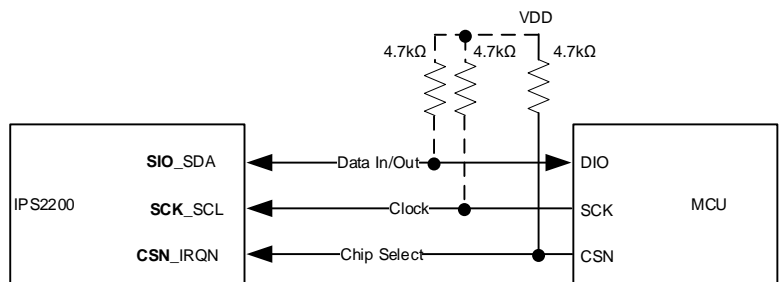 VDD
4.7kΩ 4.7kΩ 4.7kΩ
SIO_SDA Data In/Out DIO
IPS2200 SCK_SCL Clock SCK MCU
CSN_IRQN Chip Select CSN